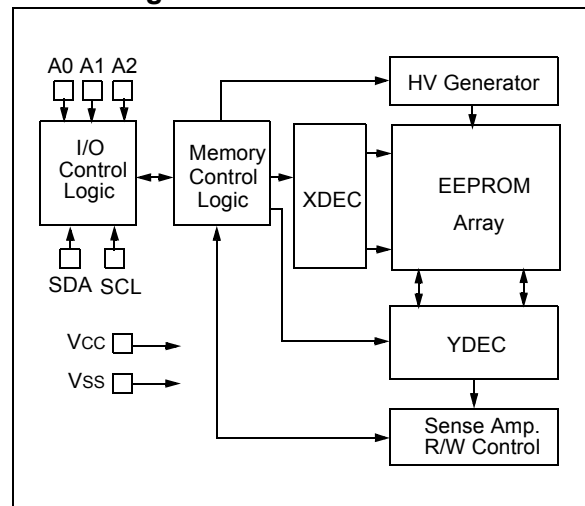 A0 A1 A2
I/O
Control
Logic
SDA SCL
Memory
Control
Logic
XDEC
HV Generator
EEPROM
Array
YDEC
Sense Amp.
R/W Control
VCC
VSS